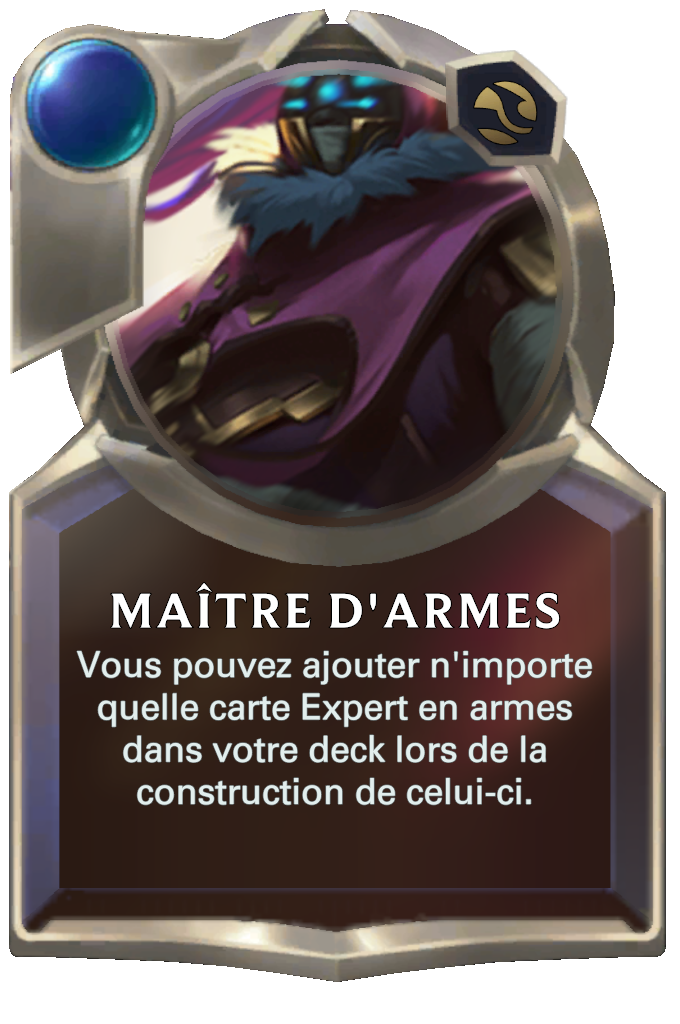 MAÎTRE D'ARMES
Vous pouvez ajouter n'importe
quelle carte Expert en armes
dans votre deck lors de la
construction de celui-ci.